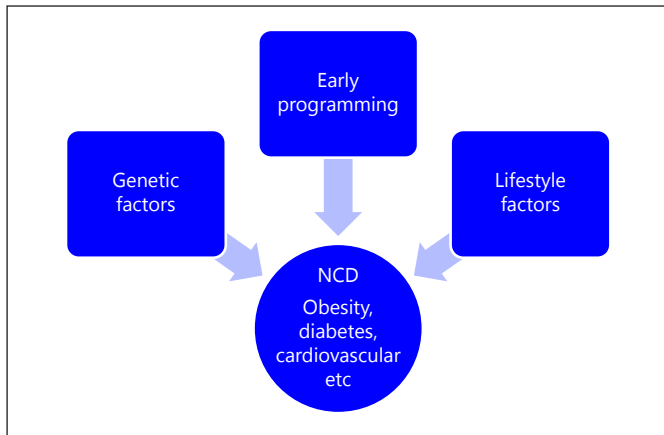 Early
programming
Genetic
factors
Lifestyle
factors
NCD
Obesity,
diabetes,
cardiovascular
etc